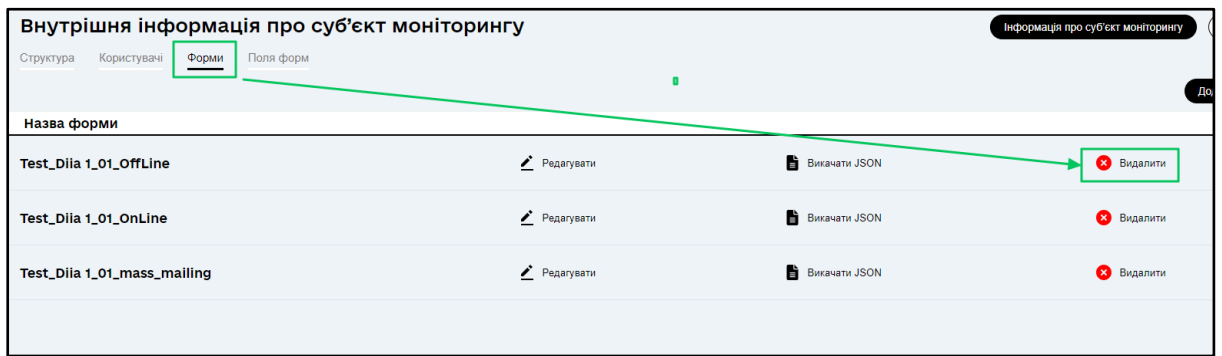 Внутрішня інформація про суб’єкт моніторингу
Інформація про суб'єкт моніторингу
Структура Користувачі Форми Поля форм
Назва форми
Test_Diia 1_01_OffLine Редагувати Викачати JSON Видалити
Test_Diia 1_01_OnLine Редагувати Викачати JSON Видалити
Test_Diia 1_01_mass_mailing Редагувати Викачати JSON Видалити